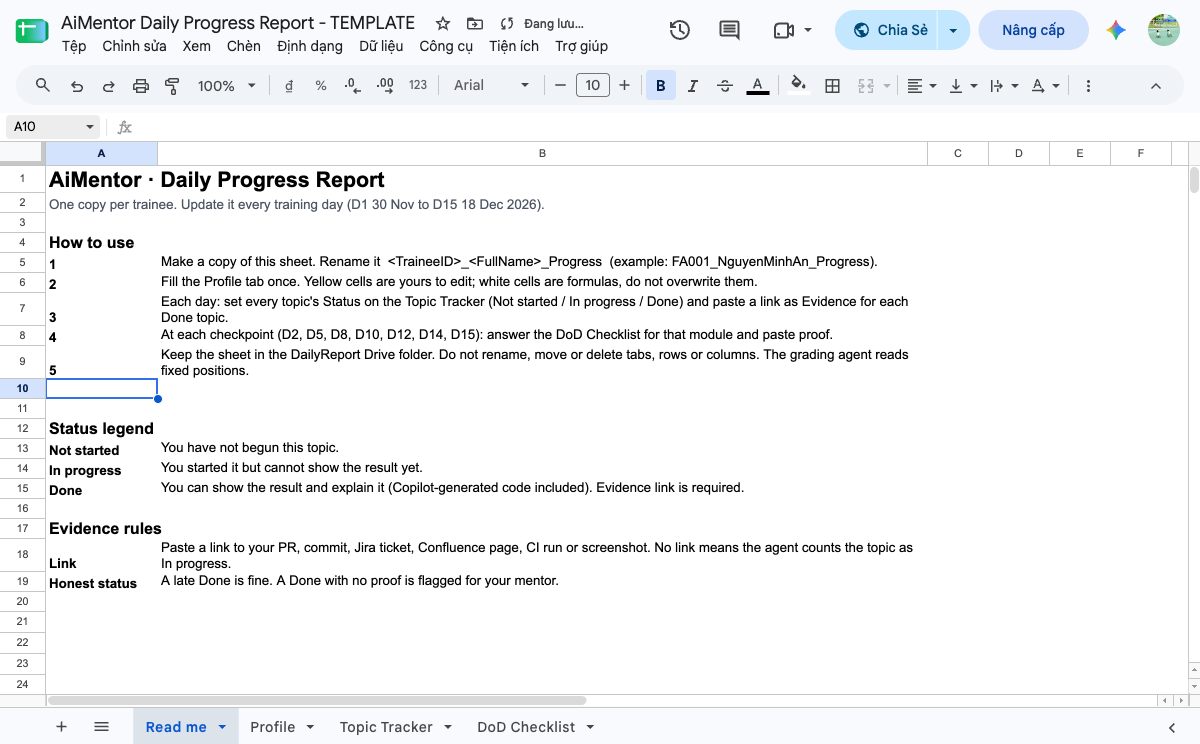 AiMentor Daily Progress Report - TEMPLATE Đang lưu...
Tệp Chỉnh sửa Xem Chèn Định dạng Dữ liệu Công cụ Tiện ích Trợ giúp
Chia Sẻ
Nâng cấp
100% đ % .0 .00 123 Arial 10 B I S A
A10 fx
A B C D E F
1 AiMentor · Daily Progress Report
2 One copy per trainee. Update it every training day (D1 30 Nov to D15 18 Dec 2026).
3
4 How to use
5 1 Make a copy of this sheet. Rename it <TraineeID>_<FullName>_Progress (example: FA001_NguyenMinhAn_Progress).
6 2 Fill the Profile tab once. Yellow cells are yours to edit; white cells are formulas, do not overwrite them.
7 3 Each day: set every topic's Status on the Topic Tracker (Not started / In progress / Done) and paste a link as Evidence for each
Done topic.
8 4 At each checkpoint (D2, D5, D8, D10, D12, D14, D15): answer the DoD Checklist for that module and paste proof.
9 5 Keep the sheet in the DailyReport Drive folder. Do not rename, move or delete tabs, rows or columns. The grading agent reads
fixed positions.
10
11
12 Status legend
13 Not started You have not begun this topic.
14 In progress You started it but cannot show the result yet.
15 Done You can show the result and explain it (Copilot-generated code included). Evidence link is required.
16
17 Evidence rules
18 Link Paste a link to your PR, commit, Jira ticket, Confluence page, CI run or screenshot. No link means the agent counts the topic as
In progress.
19 Honest status A late Done is fine. A Done with no proof is flagged for your mentor.
20
21
22
23
24
Read me Profile Topic Tracker DoD Checklist